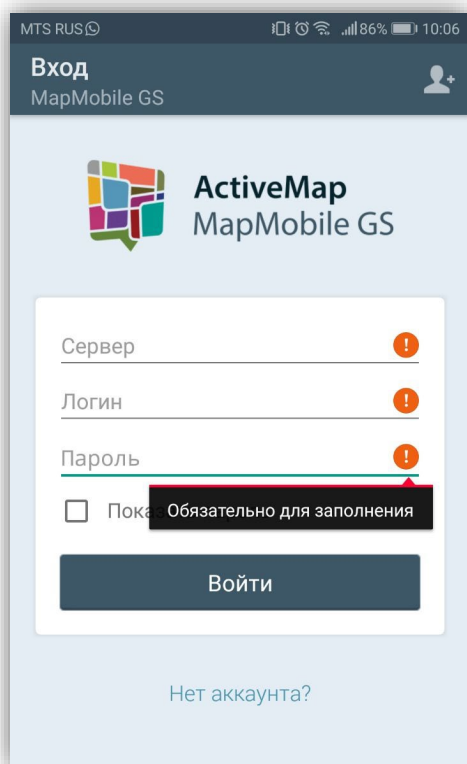 MTS RUS 86% 10:06
Вход
MapMobile GS
ActiveMap
MapMobile GS
Сервер
Логин
Пароль
Обязательно для заполнения
Войти
Нет аккаунта?